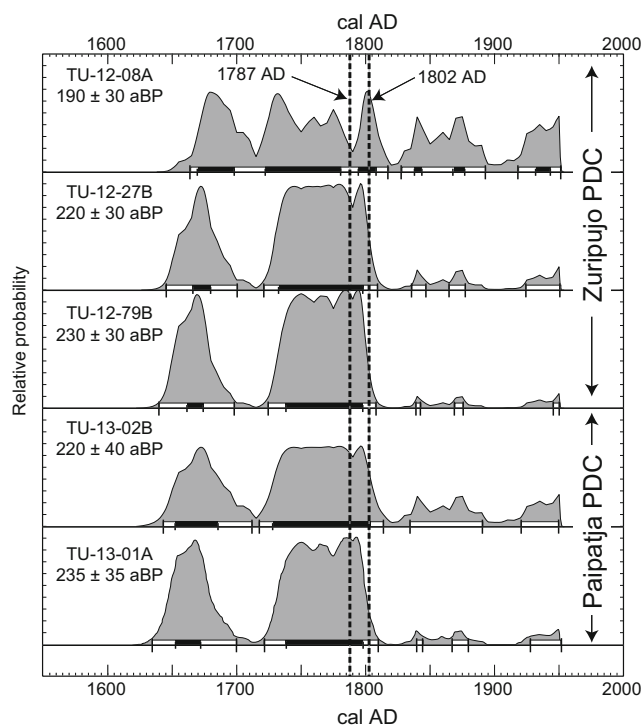 cal AD
1600 1700 1800 1900 2000
TU-12-08A
190 ± 30 aBP
1787 AD
1802 AD
TU-12-27B
220 ± 30 aBP
TU-12-79B
230 ± 30 aBP
TU-13-02B
220 ± 40 aBP
TU-13-01A
235 ± 35 aBP
Relative probability
Zuripujo PDC
Paipatja PDC
1600 1700 1800 1900 2000
cal AD